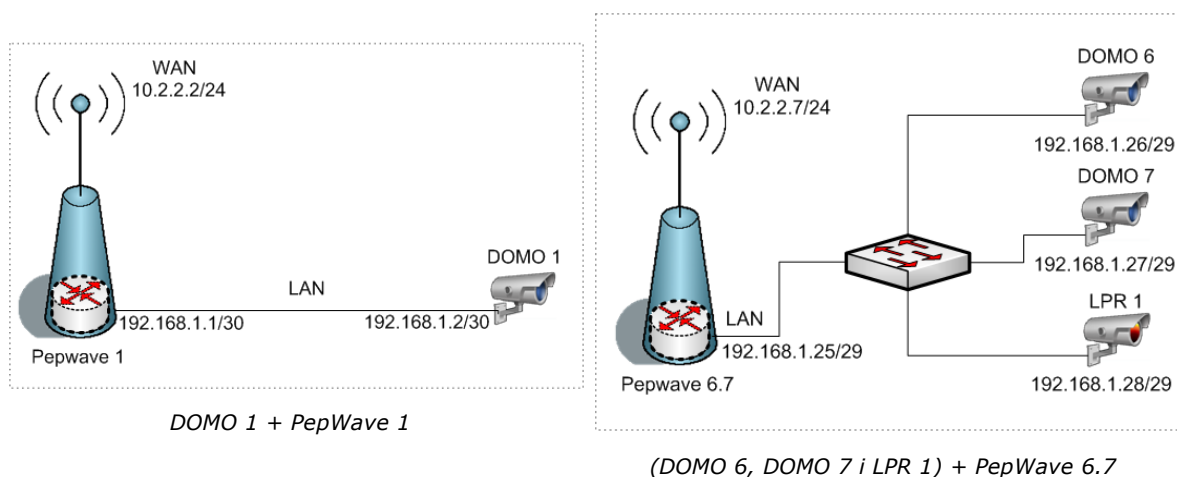 WAN
10.2.2.2/24
DOMO 1
LAN
192.168.1.1/30
192.168.1.2/30
Pepwave 1
DOMO 1 + PepWave 1
WAN
10.2.2.7/24
DOMO 6
192.168.1.26/29
DOMO 7
192.168.1.27/29
LPR 1
192.168.1.28/29
LAN
192.168.1.25/29
Pepwave 6.7
(DOMO 6, DOMO 7 i LPR 1) + PepWave 6.7